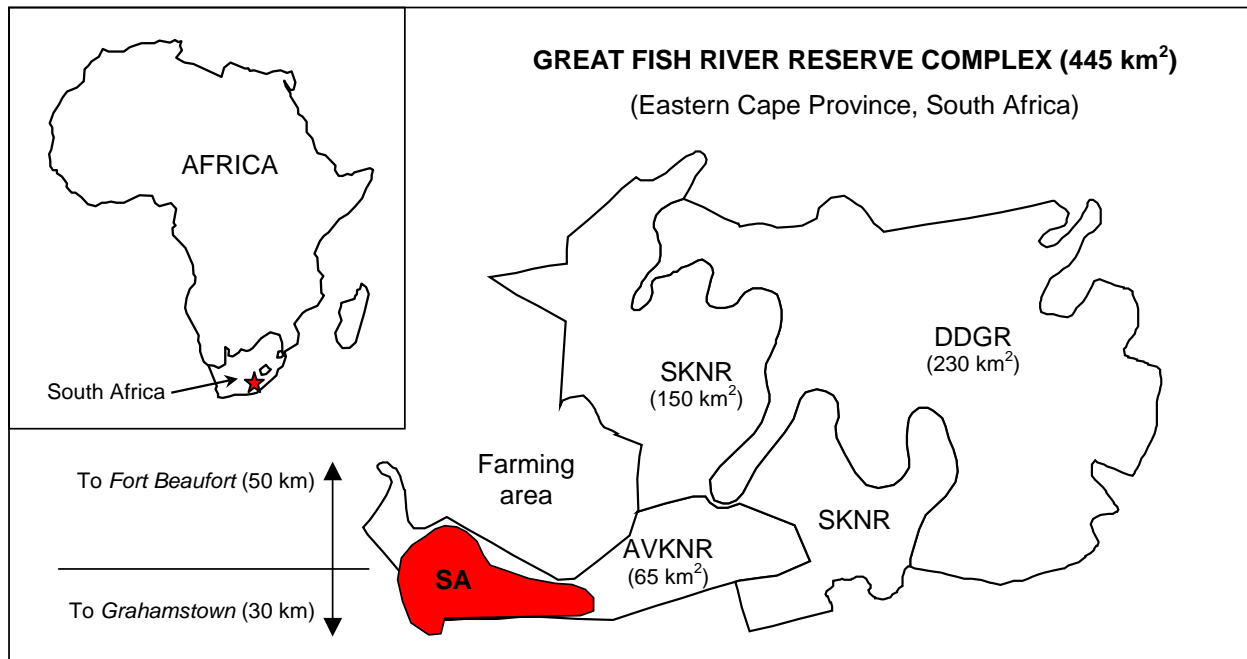 GREAT FISH RIVER RESERVE COMPLEX (445 km²)
(Eastern Cape Province, South Africa)
AFRICA
South Africa
DDGR
(230 km²)
SKNR
(150 km²)
Farming
area
To Fort Beaufort (50 km)
SKNR
AVKNR
(65 km²)
SA
To Grahamstown (30 km)